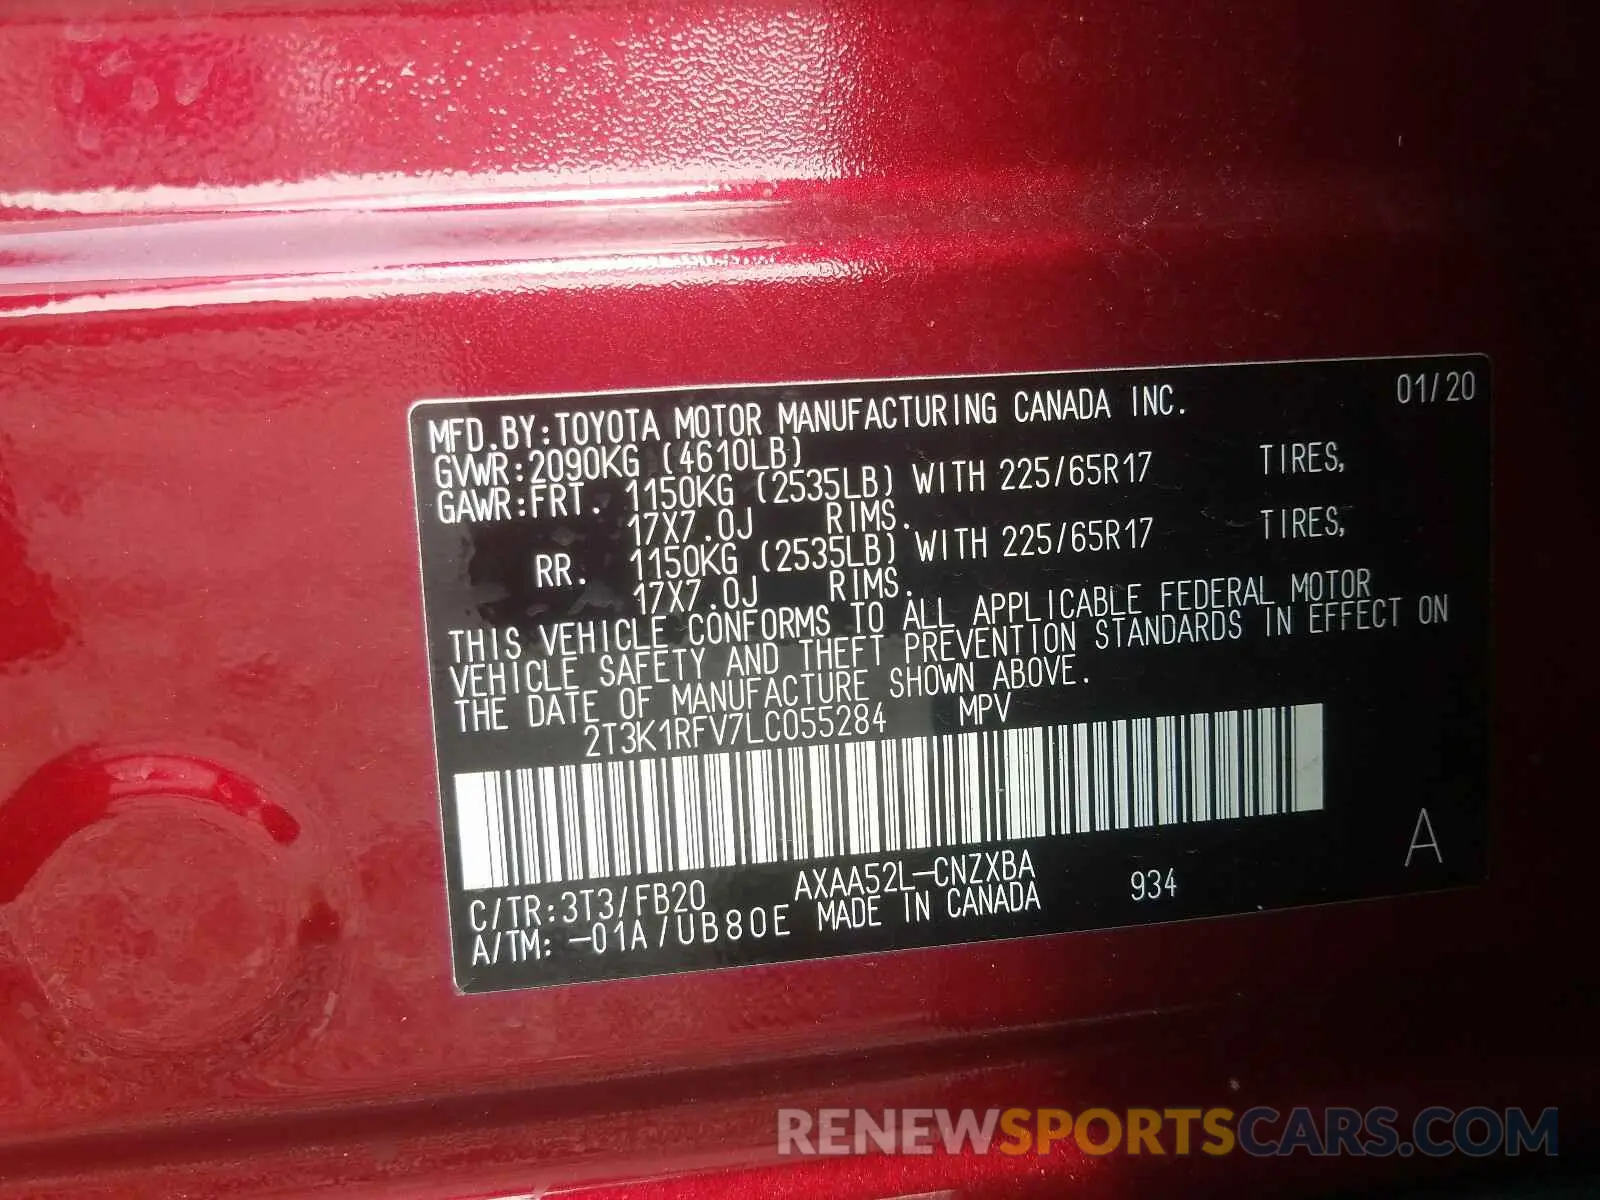 MFD.BY:TOYOTA MOTOR MANUFACTURING CANADA INC. 01/20
GVWR:2090KG (4610LB)
GAWR:FRT. 1150KG (2535LB) WITH 225/65R17 TIRES,
17X7.0J RIMS.
RR. 1150KG (2535LB) WITH 225/65R17 TIRES,
17X7.0J RIMS.
THIS VEHICLE CONFORMS TO ALL APPLICABLE FEDERAL MOTOR
VEHICLE SAFETY AND THEFT PREVENTION STANDARDS IN EFFECT ON
THE DATE OF MANUFACTURE SHOWN ABOVE.
2T3K1RFV7LC055284 MPV
C/TR:3T3/FB20 AXAA52L-CNZXBA
A/TM: -01A/UB80E MADE IN CANADA 934
A
RENEWSPORTSCARS.COM